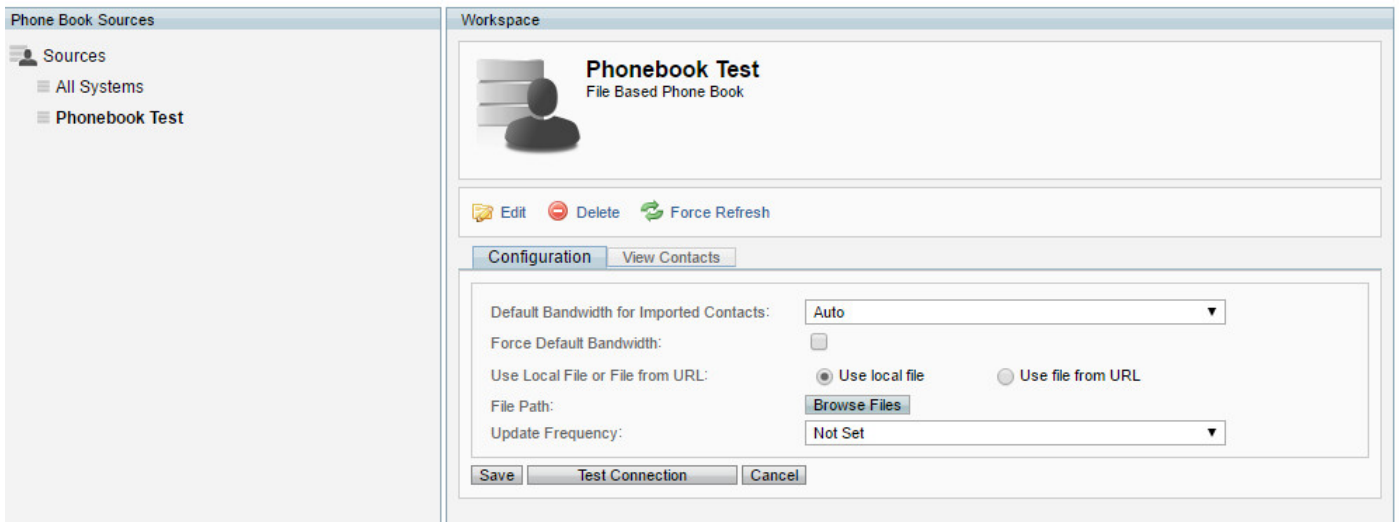 Phone Book Sources
Sources
All Systems
Phonebook Test
Workspace
Phonebook Test
File Based Phone Book
Edit Delete Force Refresh
Configuration View Contacts
Default Bandwidth for Imported Contacts: Auto
Force Default Bandwidth:
Use Local File or File from URL: Use local file Use file from URL
File Path: Browse Files
Update Frequency: Not Set
Save Test Connection Cancel